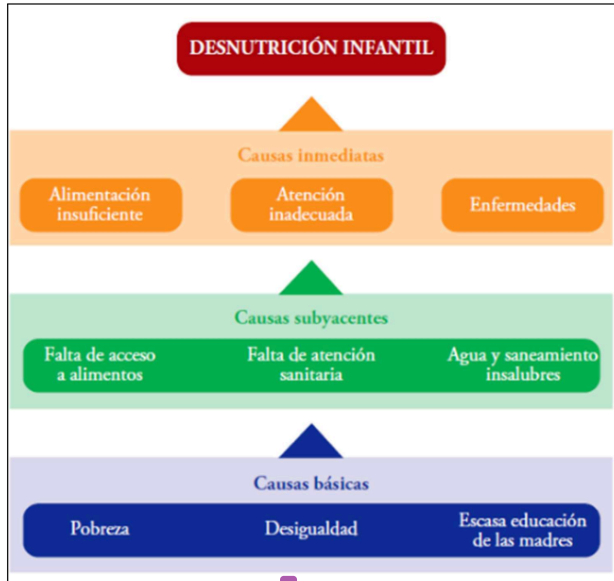 DESNUTRICIÓN INFANTIL
Causas inmediatas
Alimentación
insuficiente
Atención
inadecuada
Enfermedades
Causas subyacentes
Falta de acceso
a alimentos
Falta de atención
sanitaria
Agua y saneamiento
insalubres
Causas básicas
Pobreza
Desigualdad
Escasa educación
de las madres